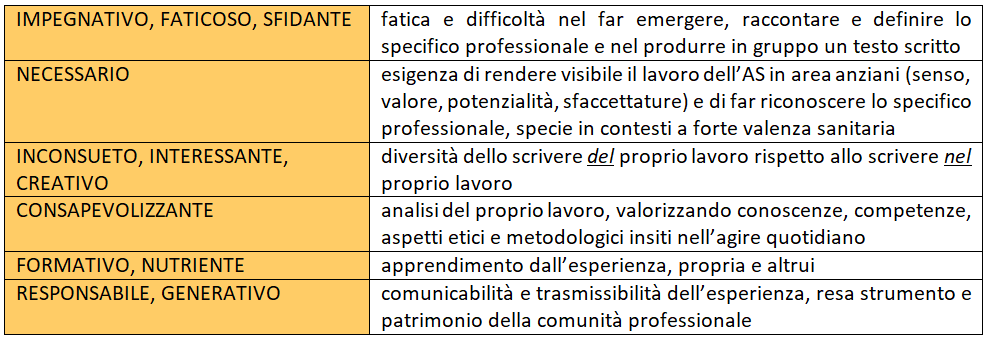 IMPEGNATIVO, FATICOSO, SFIDANTE
fatica e difficoltà nel far emergere, raccontare e definire lo
specifico professionale e nel produrre in gruppo un testo scritto
NECESSARIO
esigenza di rendere visibile il lavoro dell’AS in area anziani (senso,
valore, potenzialità, sfaccettature) e di far riconoscere lo specifico
professionale, specie in contesti a forte valenza sanitaria
INCONSUETO, INTERESSANTE,
CREATIVO
diversità dello scrivere del proprio lavoro rispetto allo scrivere nel
proprio lavoro
CONSAPEVOLIZZANTE
analisi del proprio lavoro, valorizzando conoscenze, competenze,
aspetti etici e metodologici insiti nell’agire quotidiano
FORMATIVO, NUTRIENTE
apprendimento dall’esperienza, propria e altrui
RESPONSABILE, GENERATIVO
comunicabilità e trasmissibilità dell’esperienza, resa strumento e
patrimonio della comunità professionale